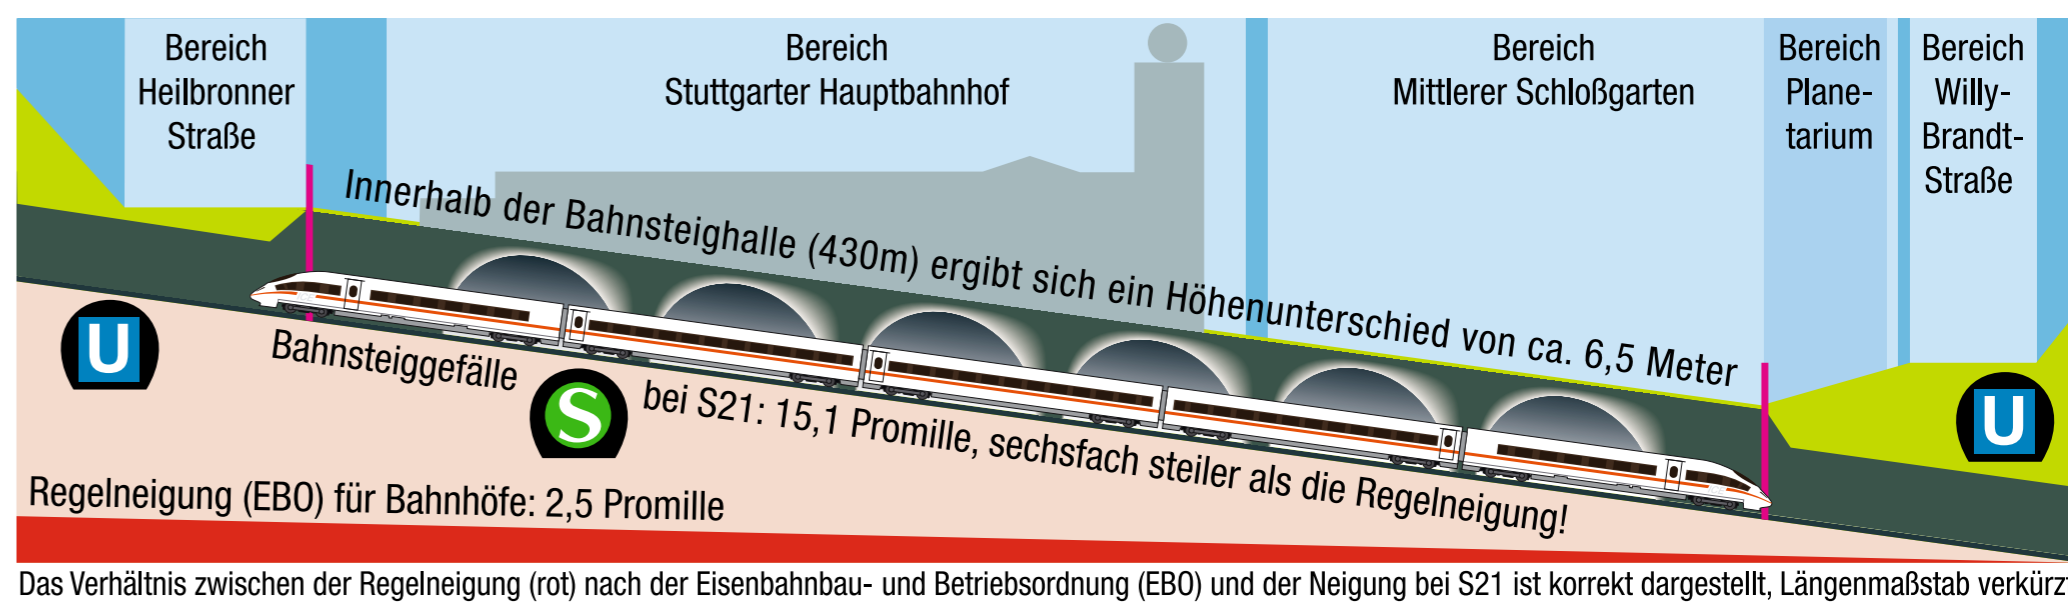 Bereich
Heilbronner
Straße
Bereich
Stuttgarter Hauptbahnhof
Bereich
Mittlerer Schloßgarten
Bereich
Plane-
tarium
Bereich
Willy-
Brandt-
Straße
Innerhalb der Bahnsteighalle (430m) ergibt sich ein Höhenunterschied von ca. 6,5 Meter
U
Bahnsteiggefälle
S
bei S21: 15,1 Promille, sechsfach steiler als die Regelneigung!
U
Regelneigung (EBO) für Bahnhöfe: 2,5 Promille
Das Verhältnis zwischen der Regelneigung (rot) nach der Eisenbahnbau- und Betriebsordnung (EBO) und der Neigung bei S21 ist korrekt dargestellt, Längenmaßstab verkürz